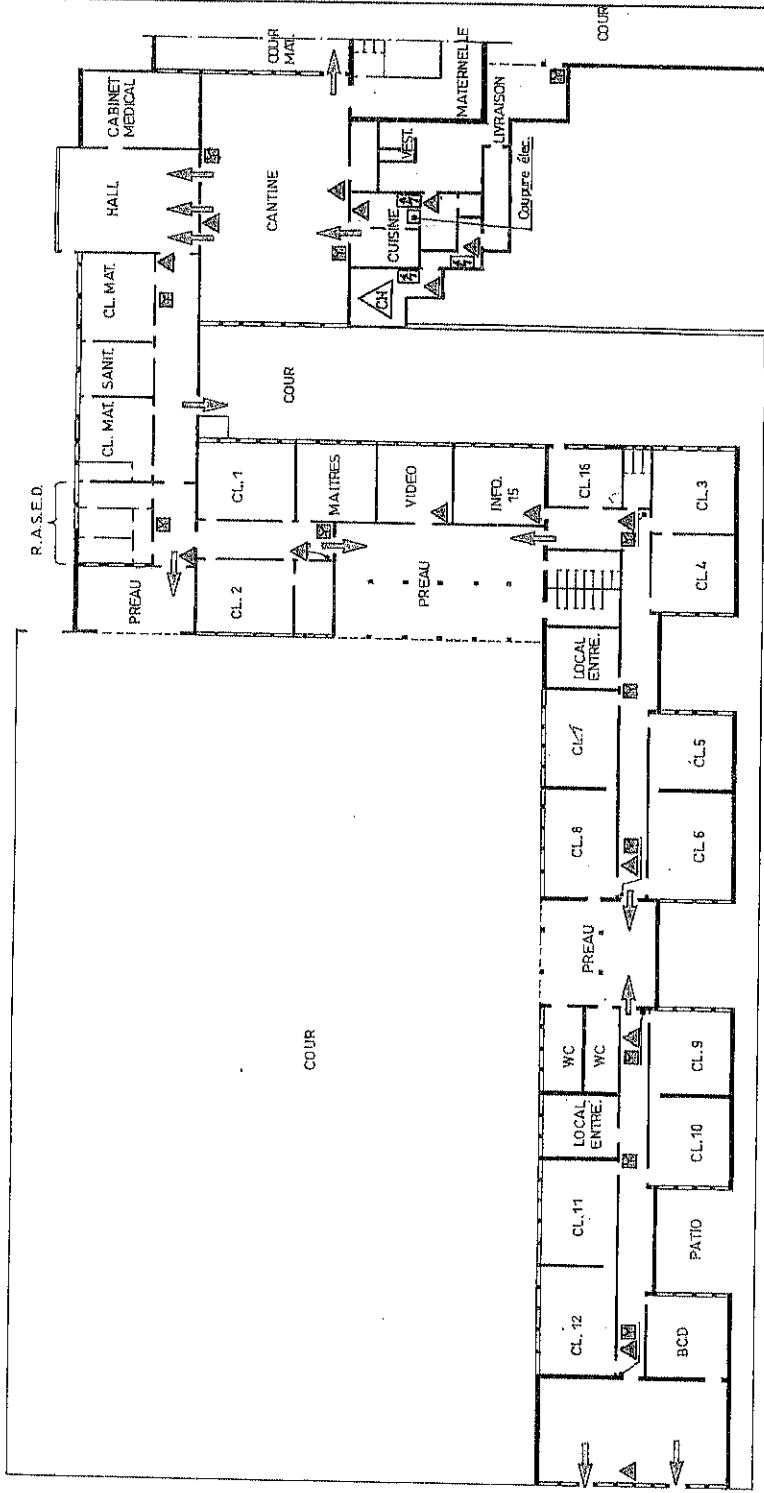 R.A.S.E.D.
PREAU
CL. MAT.
SANIT.
CL. MAT.
HALL
CABINET
MEDICAL
CL. 2
CL. 1
COUR
CANTINE
COUR
MAT.
MAITRES
PREAU
VIDEO
INFO.
15
CH
CUISINE
VEST.
MATERNELLE
LIVRAISON
Coupure élec.
COUR
COUR
CL. 12
CL. 11
LOCAL
ENTRE.
WC
WC
PREAU
CL. 8
CL. 7
LOCAL
ENTRE.
CL. 16
BCD
PATIO
CL. 10
CL. 9
CL. 6
CL. 5
CL. 4
CL. 3